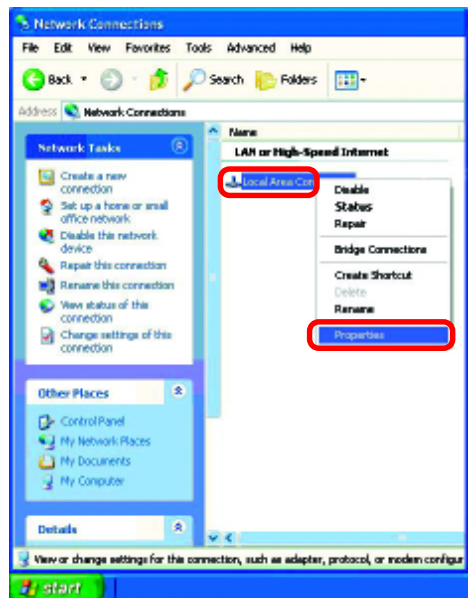 Network Connections
File Edit View Favorites Tools Advanced Help
Back Search Folders
Address Network Connections
Network Tasks
Create a new
connection
Set up a home or small
office network
Disable this network
device
Repair this connection
Rename this connection
View status of this
connection
Change settings of this
connection
Other Places
Control Panel
My Network Places
My Documents
My Computer
Details
Name
LAN or High-Speed Internet
Local Area Con
Disable
Status
Repair
Bridge Connections
Create Shortcut
Delete
Rename
Properties
View or change settings for this connection, such as adapter, protocol, or modem configur
start